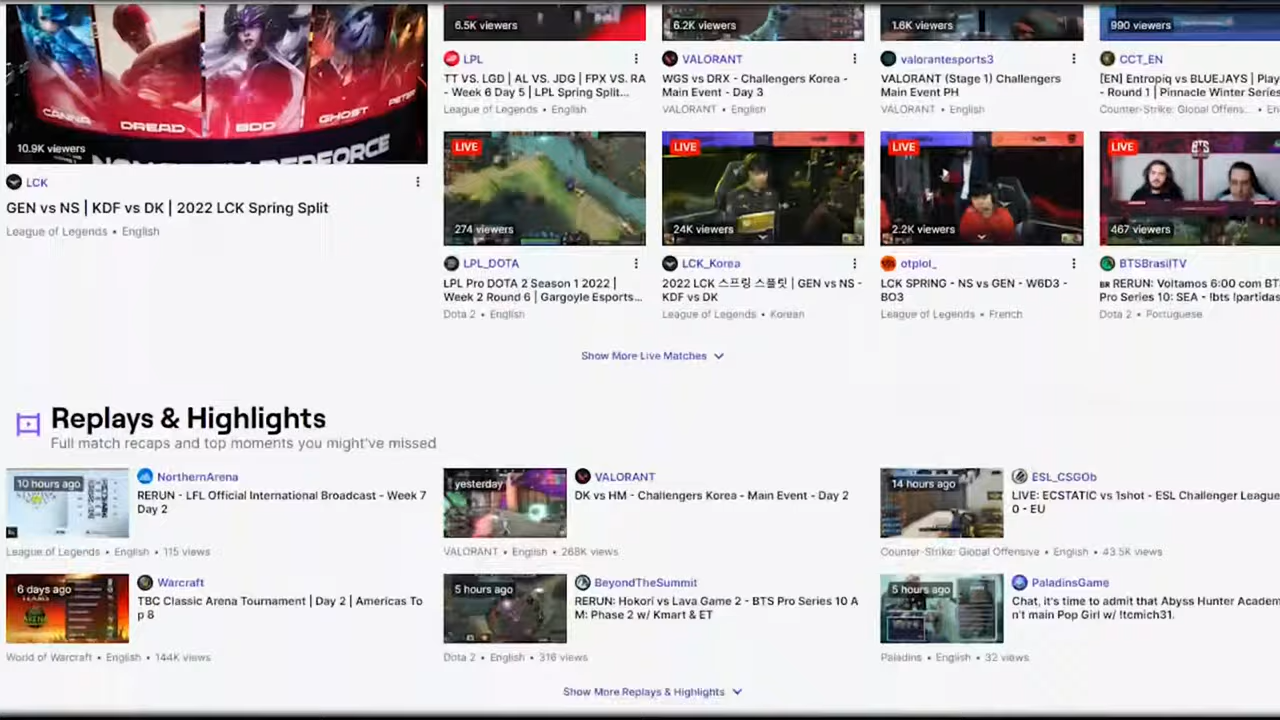 CANNA DREAD BDD GHOST PETER
10.9K viewers
LCK
GEN vs NS | KDF vs DK | 2022 LCK Spring Split
League of Legends • English
6.5K viewers
LPL
TT VS. LGD | AL VS. JDG | FPX VS. RA
- Week 6 Day 5 | LPL Spring Split...
League of Legends • English
6.2K viewers
VALORANT
WGS vs DRX - Challengers Korea -
Main Event - Day 3
VALORANT • English
1.6K viewers
valorantesports3
VALORANT (Stage 1) Challengers
Main Event PH
VALORANT • English
990 viewers
CCT_EN
[EN] Entropiq vs BLUEJAYS | Play
- Round 1 | Pinnacle Winter Series
Counter-Strike: Global Offens... • En
LIVE
274 viewers
LPL_DOTA
LPL Pro DOTA 2 Season 1 2022 |
Week 2 Round 6 | Gargoyle Esports...
Dota 2 • English
LIVE
24K viewers
LCK_Korea
2022 LCK 스프링 스플릿 | GEN vs NS -
KDF vs DK
League of Legends • Korean
LIVE
2.2K viewers
otplol_
LCK SPRING - NS vs GEN - W6D3 -
BO3
League of Legends • French
LIVE
BTS
467 viewers
BTSBrasilTV
BR RERUN: Voltamos 6:00 com BT
Pro Series 10: SEA - !bts !partidas
Dota 2 • Portuguese
Show More Live Matches
Replays & Highlights
Full match recaps and top moments you might've missed
10 hours ago
NorthernArena
RERUN - LFL Official International Broadcast - Week 7
Day 2
League of Legends • English • 115 views
yesterday
VALORANT
DK vs HM - Challengers Korea - Main Event - Day 2
VALORANT • English • 268K views
14 hours ago
ESL_CSGOb
LIVE: ECSTATIC vs 1shot - ESL Challenger League
0 - EU
Counter-Strike: Global Offensive • English • 43.5K views
6 days ago
Warcraft
TBC Classic Arena Tournament | Day 2 | Americas To
p 8
World of Warcraft • English • 144K views
5 hours ago
BeyondTheSummit
RERUN: Hokori vs Lava Game 2 - BTS Pro Series 10 A
M: Phase 2 w/ Kmart & ET
Dota 2 • English • 316 views
5 hours ago
PaladinsGame
Chat, it's time to admit that Abyss Hunter Academ
n't main Pop Girl w/ !tcmich31.
Paladins • English • 32 views
Show More Replays & Highlights